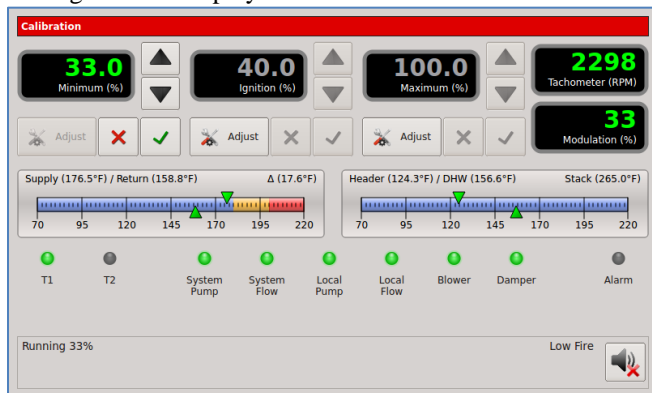 Calibration
33.0
Minimum (%)
40.0
Ignition (%)
100.0
Maximum (%)
2298
Tachometer (RPM)
33
Modulation (%)
Adjust
Adjust
Adjust
Supply (176.5°F) / Return (158.8°F) Δ (17.6°F)
70 95 120 145 170 195 220
Header (124.3°F) / DHW (156.6°F) Stack (265.0°F)
70 95 120 145 170 195 220
T1
T2
System
Pump
System
Flow
Local
Pump
Local
Flow
Blower
Damper
Alarm
Running 33%
Low Fire